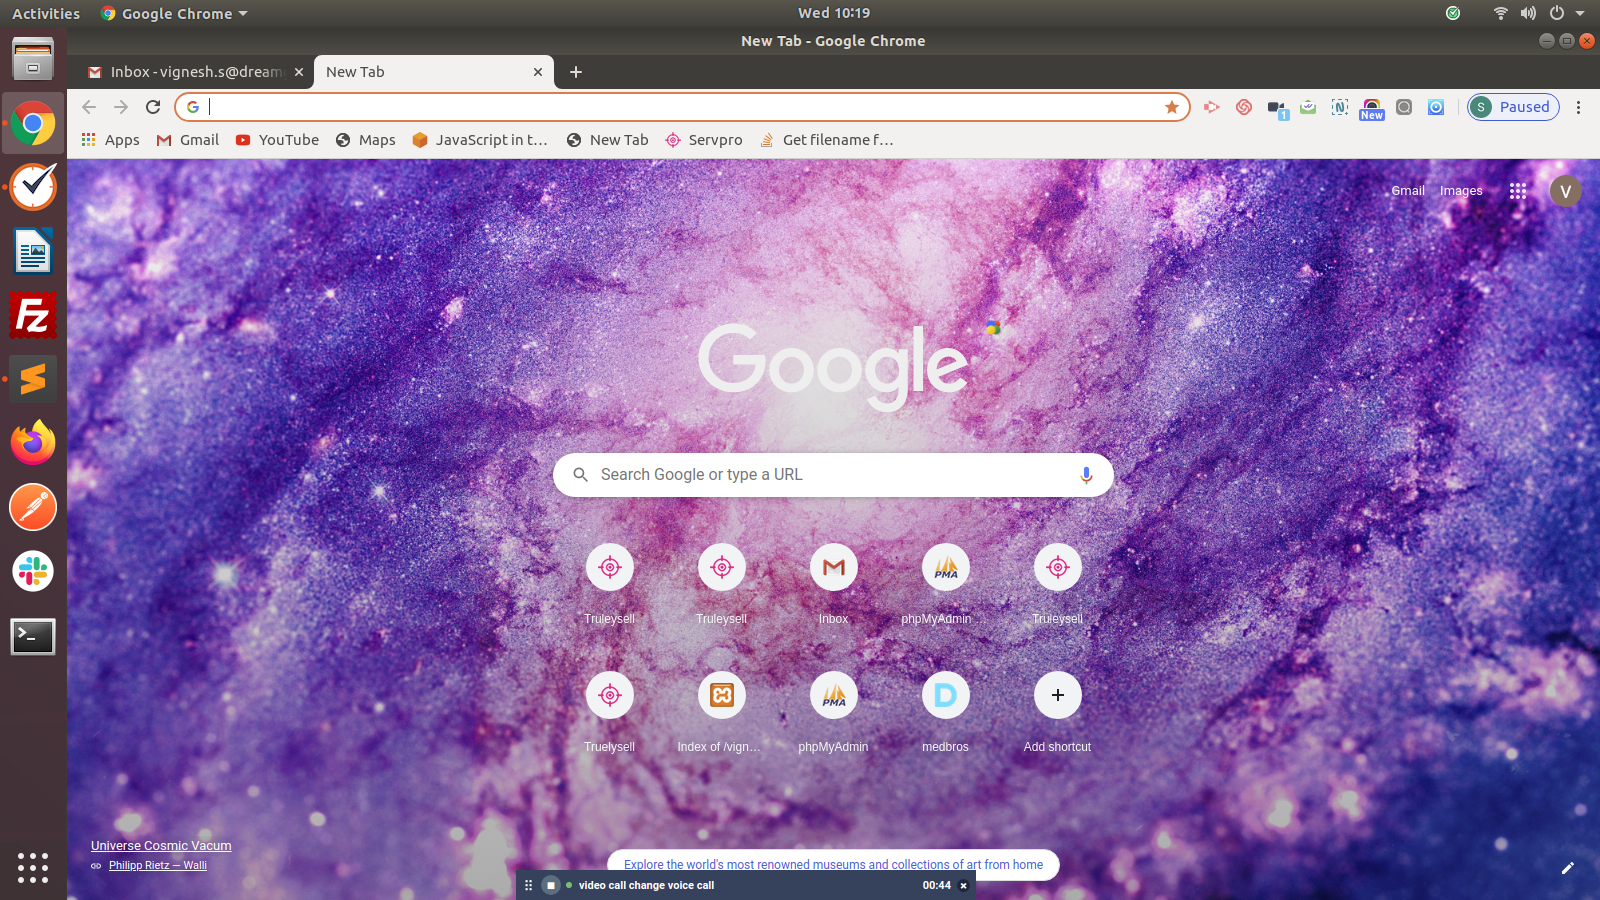 Activities
Google Chrome
Wed 10:19
New Tab - Google Chrome
Inbox - vignesh.s@dream
New Tab
1
New
S
Paused
Apps
Gmail
YouTube
Maps
JavaScript in t…
New Tab
Servpro
Get filename f…
Gmail
Images
V
Google
Search Google or type a URL
Truleysell
Truleysell
Inbox
phpMyAdmin …
Truleysell
Truelysell
Index of /vign…
phpMyAdmin
medbros
Add shortcut
Universe Cosmic Vacum
Philipp Rietz — Walli
Explore the world's most renowned museums and collections of art from home
video call change voice call
00:44